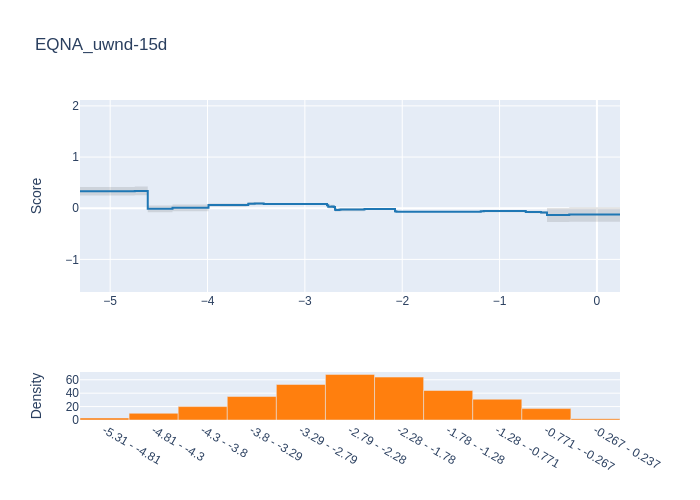 EQNA_uwnd-15d
Score
2
1
0
−1
−5
−4
−3
−2
−1
0
Density
60
40
20
0
-5.31 - -4.81
-4.81 - -4.3
-4.3 - -3.8
-3.8 - -3.29
-3.29 - -2.79
-2.79 - -2.28
-2.28 - -1.78
-1.78 - -1.28
-1.28 - -0.771
-0.771 - -0.267
-0.267 - 0.237